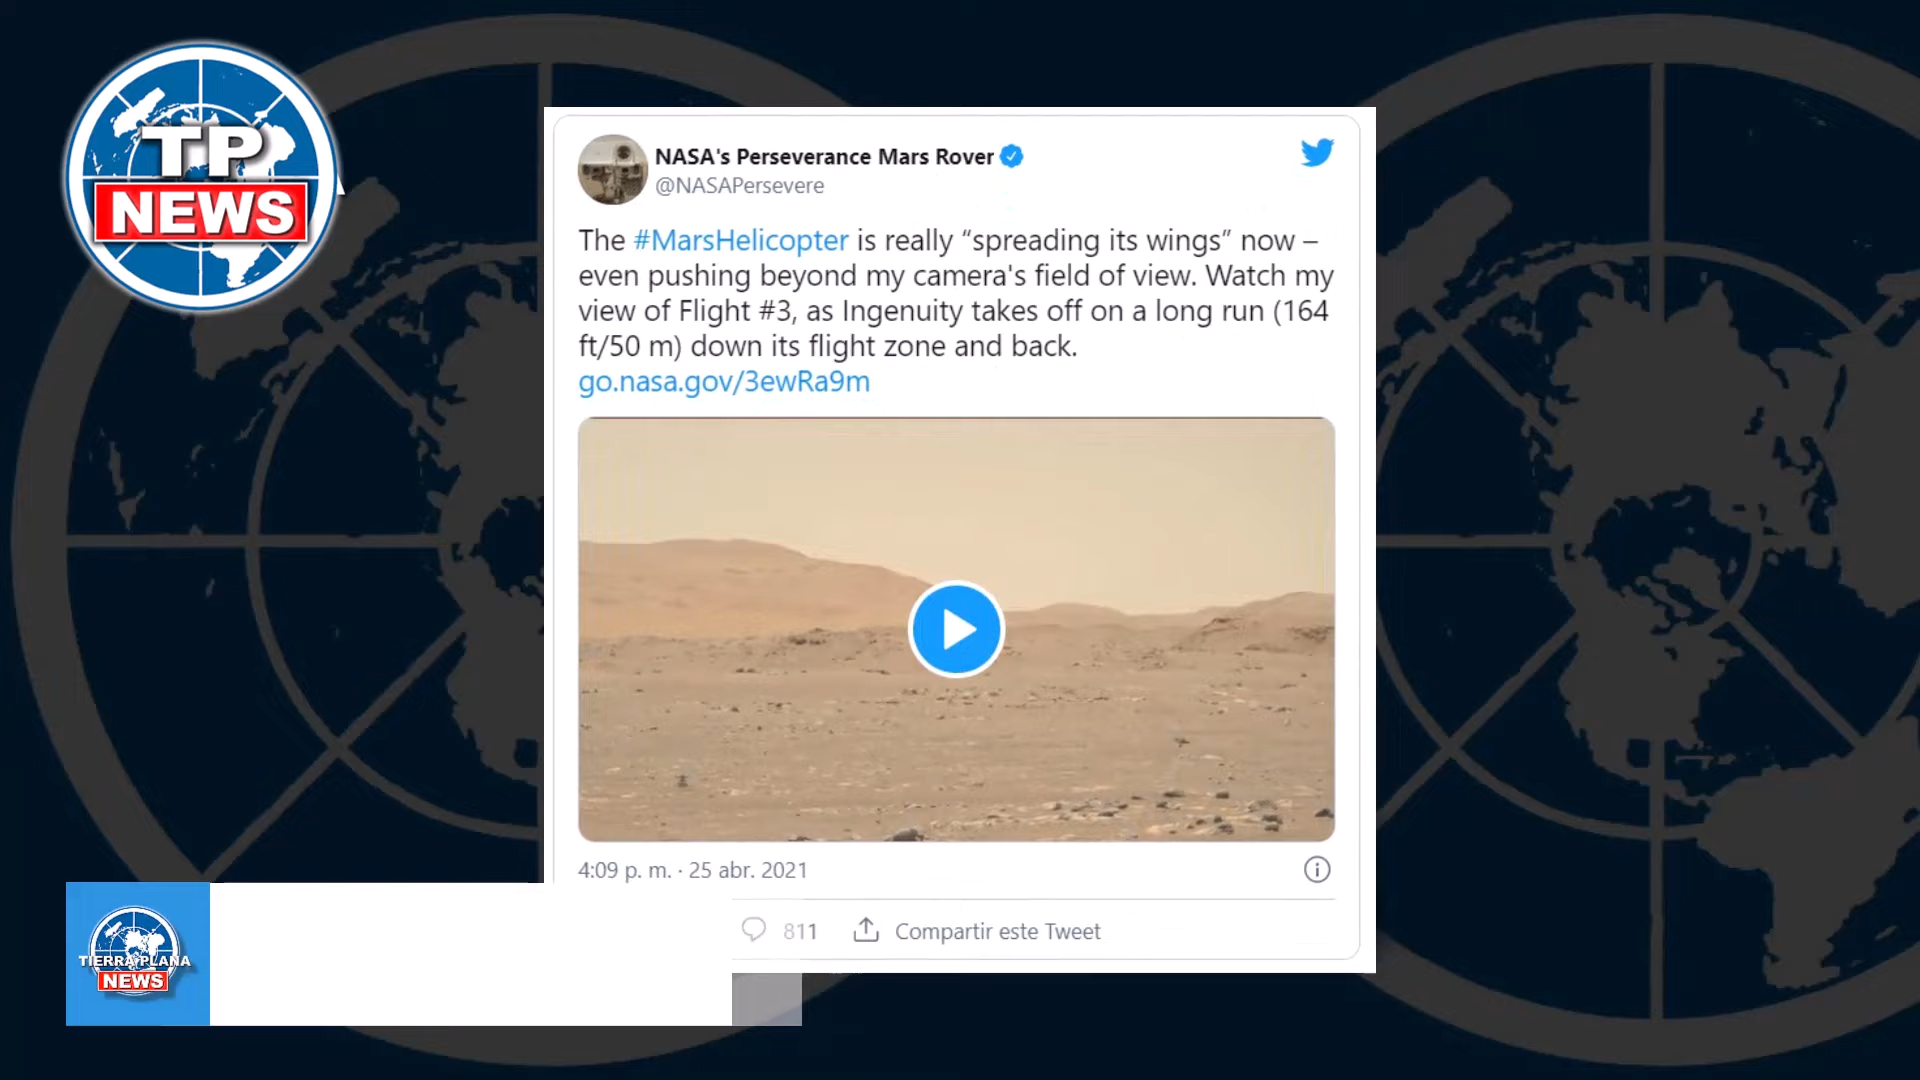 TP
NEWS
NASA's Perseverance Mars Rover
@NASAPersevere
The #MarsHelicopter is really “spreading its wings” now –
even pushing beyond my camera's field of view. Watch my
view of Flight #3, as Ingenuity takes off on a long run (164
ft/50 m) down its flight zone and back.
go.nasa.gov/3ewRa9m
4:09 p. m. · 25 abr. 2021
811 Compartir este Tweet
TIERRA PLANA
NEWS